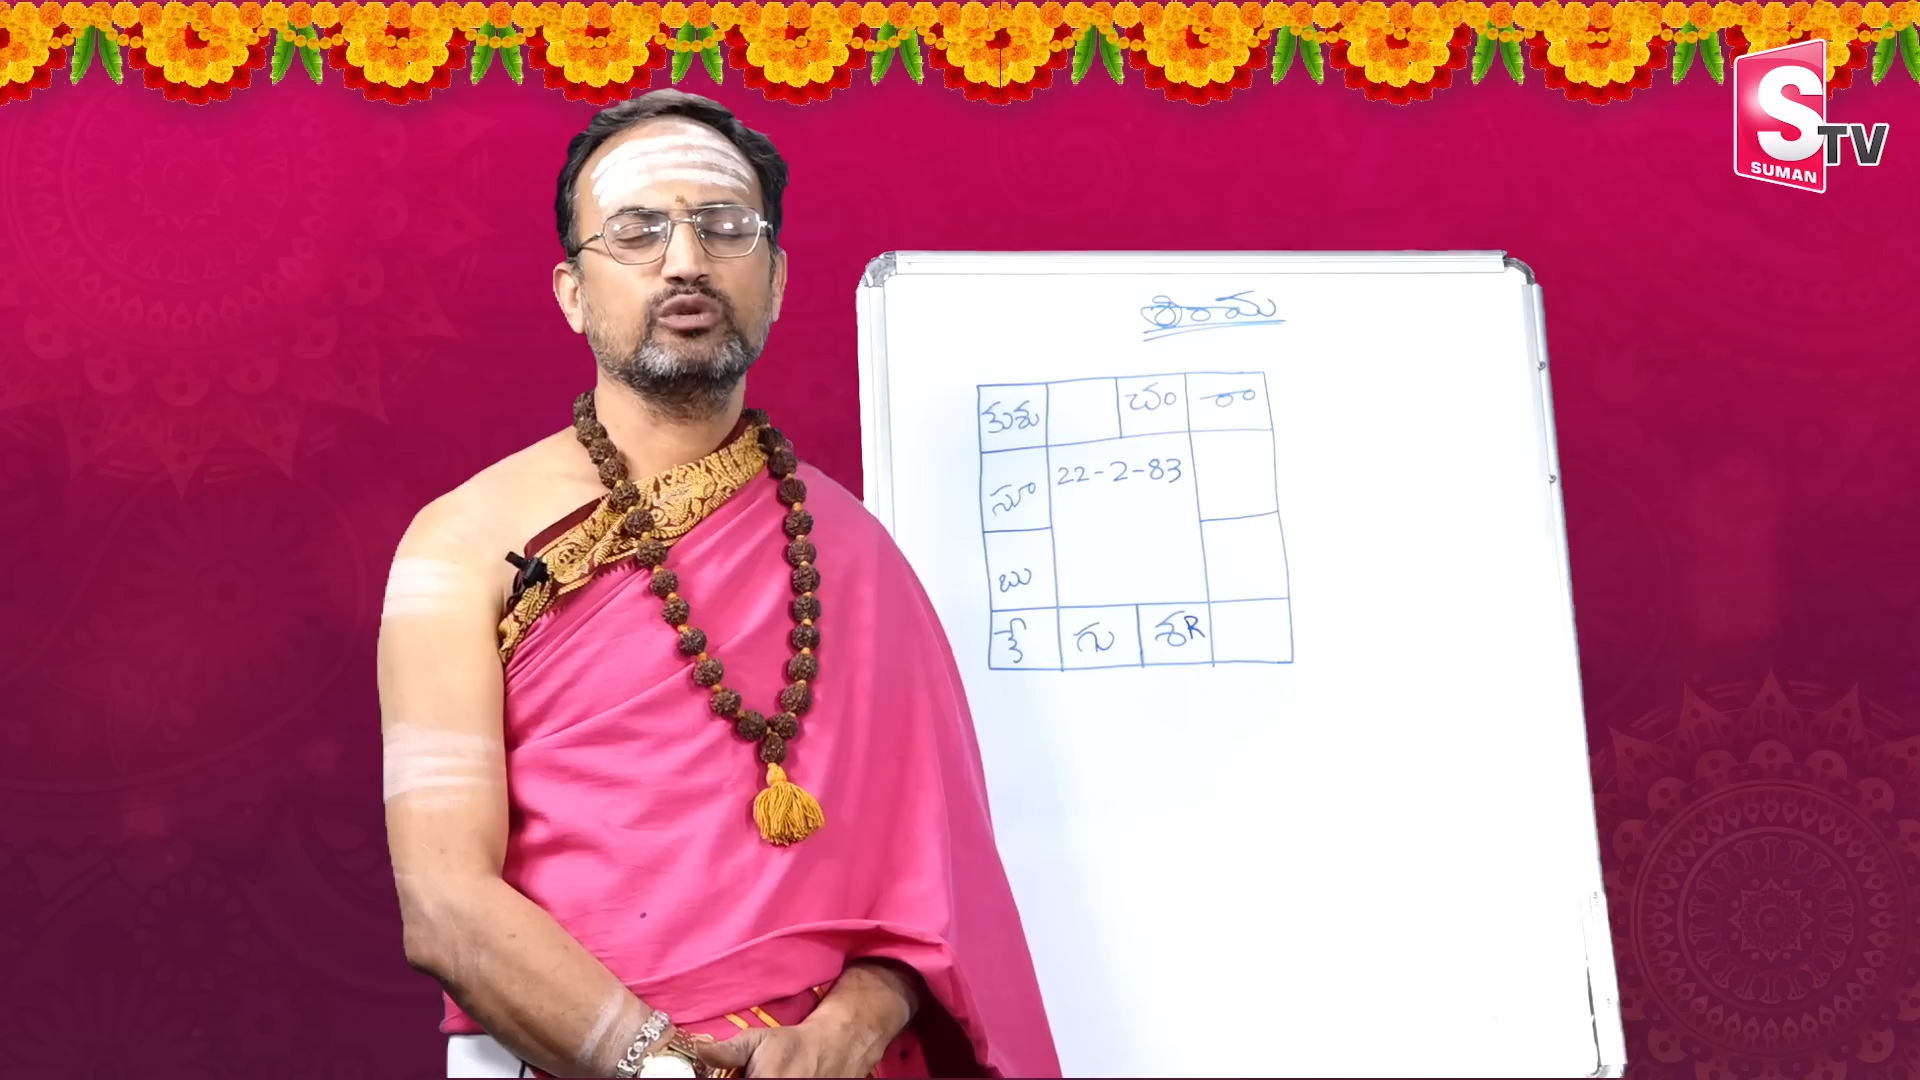 S TV
SUMAN
శ్రీరామ
కుశు చం రా
సూ 22-2-83
బు
కే గు శR